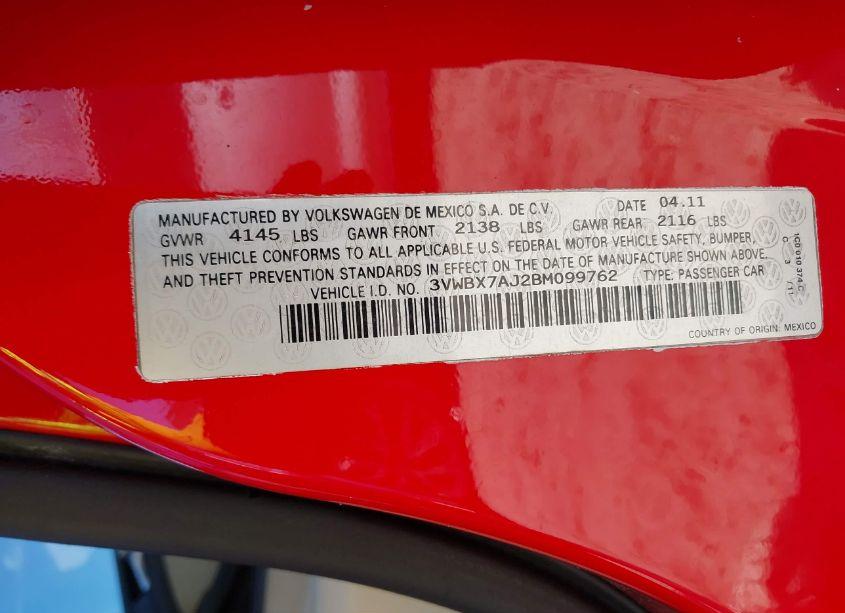 MANUFACTURED BY VOLKSWAGEN DE MEXICO S.A. DE C.V. DATE 04.11
GVWR 4145 LBS GAWR FRONT 2138 LBS GAWR REAR 2116 LBS
THIS VEHICLE CONFORMS TO ALL APPLICABLE U.S. FEDERAL MOTOR VEHICLE SAFETY, BUMPER,
AND THEFT PREVENTION STANDARDS IN EFFECT ON THE DATE OF MANUFACTURE SHOWN ABOVE.
VEHICLE I.D. NO. 3VWBX7AJ2BM099762 TYPE: PASSENGER CAR
COUNTRY OF ORIGIN: MEXICO